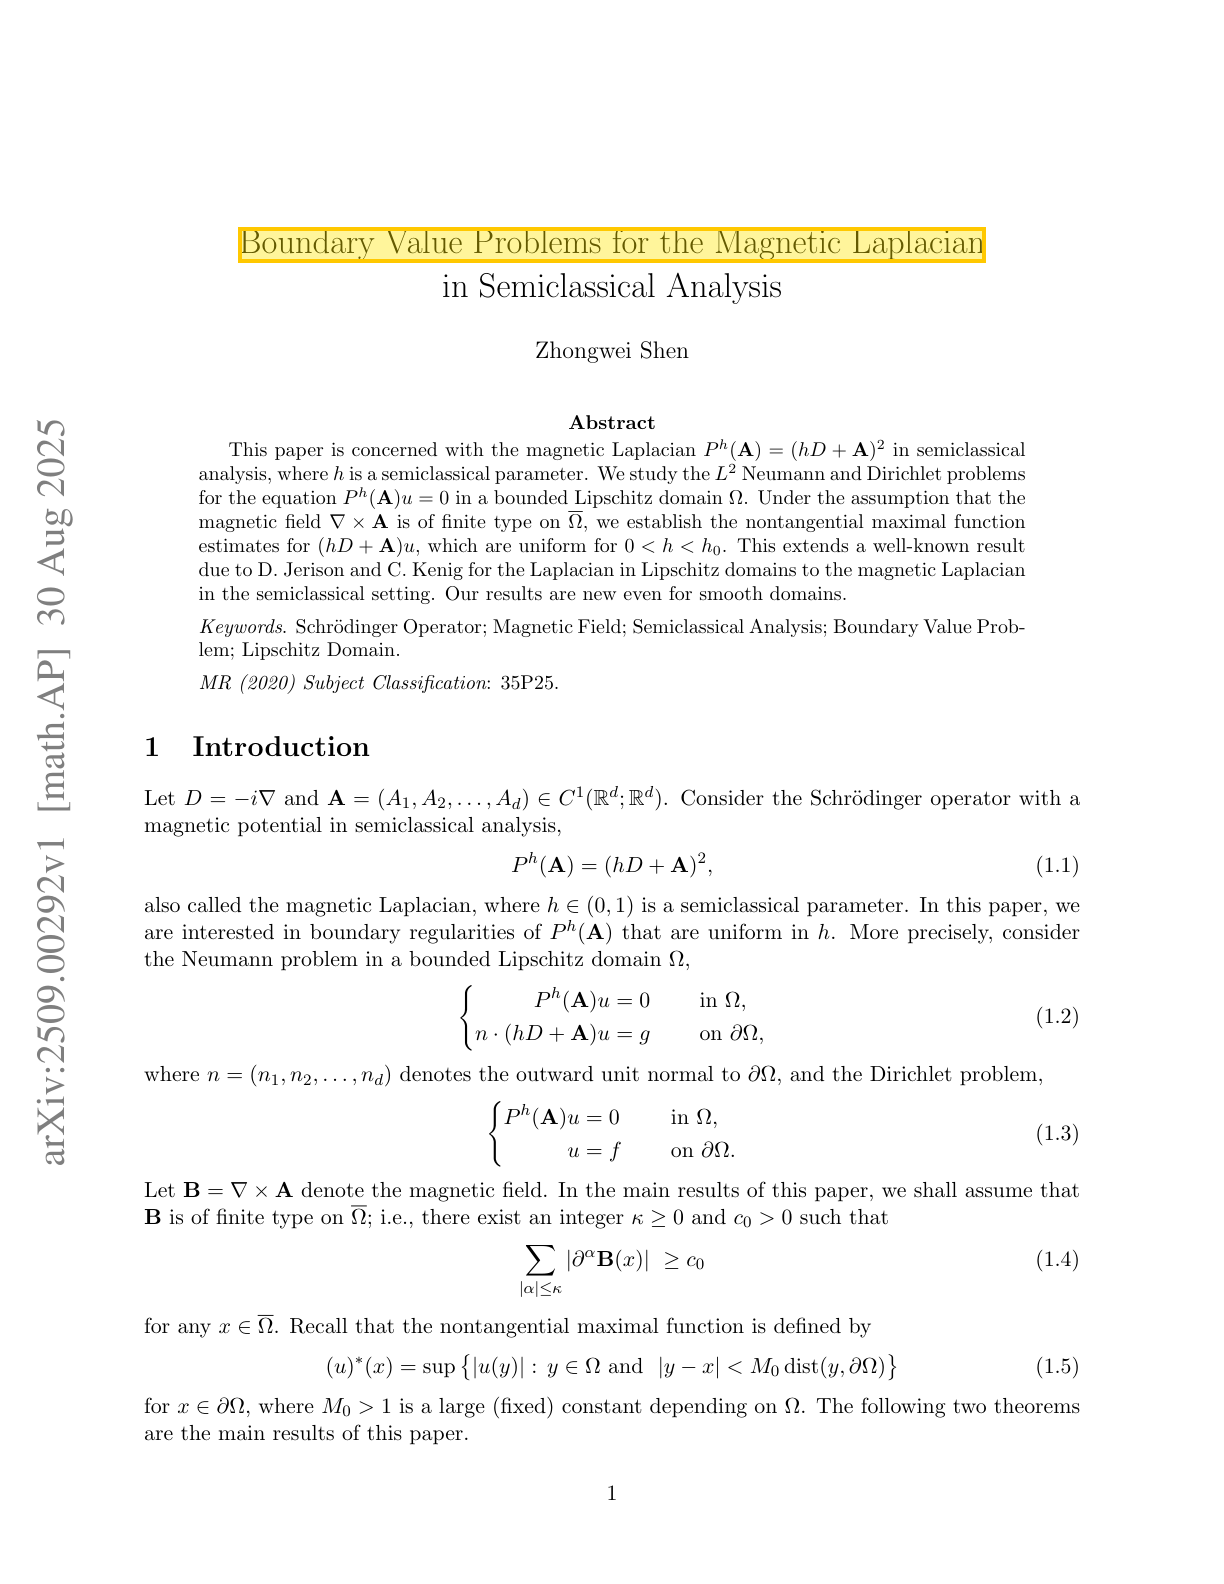 Boundary Value Problems for the Magnetic Laplacian
in Semiclassical Analysis
Zhongwei Shen
Abstract
This paper is concerned with the magnetic Laplacian $P^h(\mathbf{A}) = (hD + \mathbf{A})^2$ in semiclassical
analysis, where $h$ is a semiclassical parameter. We study the $L^2$ Neumann and Dirichlet problems
for the equation $P^h(\mathbf{A})u = 0$ in a bounded Lipschitz domain $\Omega$. Under the assumption that the
magnetic field $\nabla \times \mathbf{A}$ is of finite type on $\overline{\Omega}$, we establish the nontangential maximal function
estimates for $(hD + \mathbf{A})u$, which are uniform for $0 < h < h_0$. This extends a well-known result
due to D. Jerison and C. Kenig for the Laplacian in Lipschitz domains to the magnetic Laplacian
in the semiclassical setting. Our results are new even for smooth domains.
Keywords. Schrödinger Operator; Magnetic Field; Semiclassical Analysis; Boundary Value Prob-
lem; Lipschitz Domain.
MR (2020) Subject Classification: 35P25.
1 Introduction
Let $D = -i\nabla$ and $\mathbf{A} = (A_1, A_2, \ldots, A_d) \in C^1(\mathbb{R}^d; \mathbb{R}^d)$. Consider the Schrödinger operator with a
magnetic potential in semiclassical analysis,
$P^h(\mathbf{A}) = (hD + \mathbf{A})^2,$ (1.1)
also called the magnetic Laplacian, where $h \in (0, 1)$ is a semiclassical parameter. In this paper, we
are interested in boundary regularities of $P^h(\mathbf{A})$ that are uniform in $h$. More precisely, consider
the Neumann problem in a bounded Lipschitz domain $\Omega$,
$\begin{cases} P^h(\mathbf{A})u = 0 & \text{in } \Omega, \\ n \cdot (hD + \mathbf{A})u = g & \text{on } \partial\Omega, \end{cases}$ (1.2)
where $n = (n_1, n_2, \ldots, n_d)$ denotes the outward unit normal to $\partial\Omega$, and the Dirichlet problem,
$\begin{cases} P^h(\mathbf{A})u = 0 & \text{in } \Omega, \\ u = f & \text{on } \partial\Omega. \end{cases}$ (1.3)
Let $\mathbf{B} = \nabla \times \mathbf{A}$ denote the magnetic field. In the main results of this paper, we shall assume that
$\mathbf{B}$ is of finite type on $\overline{\Omega}$; i.e., there exist an integer $\kappa \geq 0$ and $c_0 > 0$ such that
$\sum_{|\alpha| \leq \kappa} |\partial^\alpha \mathbf{B}(x)| \geq c_0$ (1.4)
for any $x \in \overline{\Omega}$. Recall that the nontangential maximal function is defined by
$(u)^*(x) = \sup \{ |u(y)| : y \in \Omega \text{ and } |y - x| < M_0 \, \text{dist}(y, \partial\Omega) \}$ (1.5)
for $x \in \partial\Omega$, where $M_0 > 1$ is a large (fixed) constant depending on $\Omega$. The following two theorems
are the main results of this paper.
1
arXiv:2509.00292v1 [math.AP] 30 Aug 2025